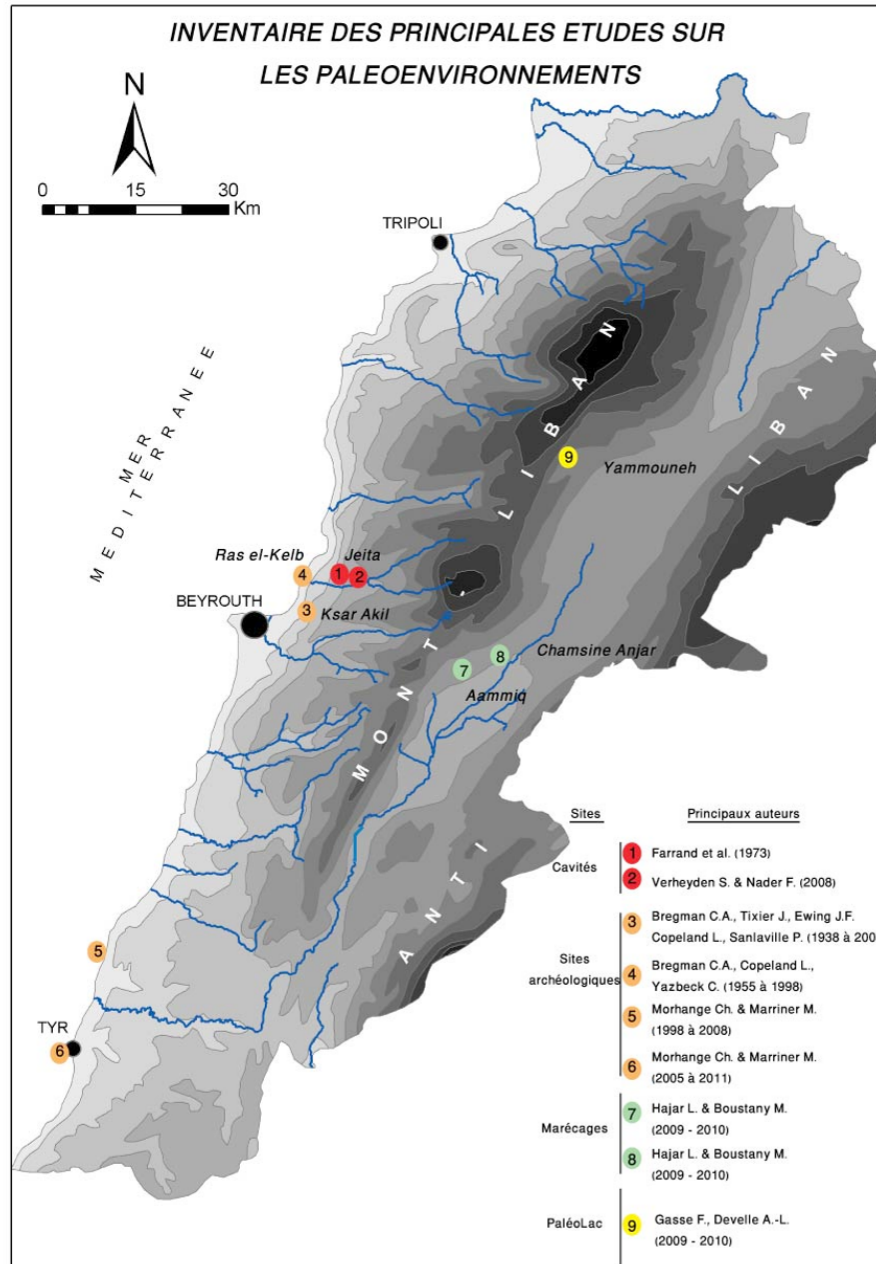 INVENTAIRE DES PRINCIPALES ETUDES SUR
LES PALEOENVIRONNEMENTS
N
0 15 30
Km
TRIPOLI
MER
MEDITERRANEE
MONT LIBAN
ANTI LIBAN
9
Yammouneh
Ras el-Kelb
Jeita
4
1
2
BEYROUTH
3
Ksar Akil
8
7
Chamsine Anjar
Aammiq
5
TYR
6
Sites
Principaux auteurs
Cavités
1 Farrand et al. (1973)
2 Verheyden S. & Nader F. (2008)
Sites
archéologiques
3 Bregman C.A., Tixier J., Ewing J.F.
Copeland L., Sanlaville P. (1938 à 200
4 Bregman C.A., Copeland L.,
Yazbeck C. (1955 à 1998)
5 Morhange Ch. & Marriner M.
(1998 à 2008)
6 Morhange Ch. & Marriner M.
(2005 à 2011)
Marécages
7 Hajar L. & Boustany M.
(2009 - 2010)
8 Hajar L. & Boustany M.
(2009 - 2010)
PaléoLac
9 Gasse F., Develle A.-L.
(2009 - 2010)